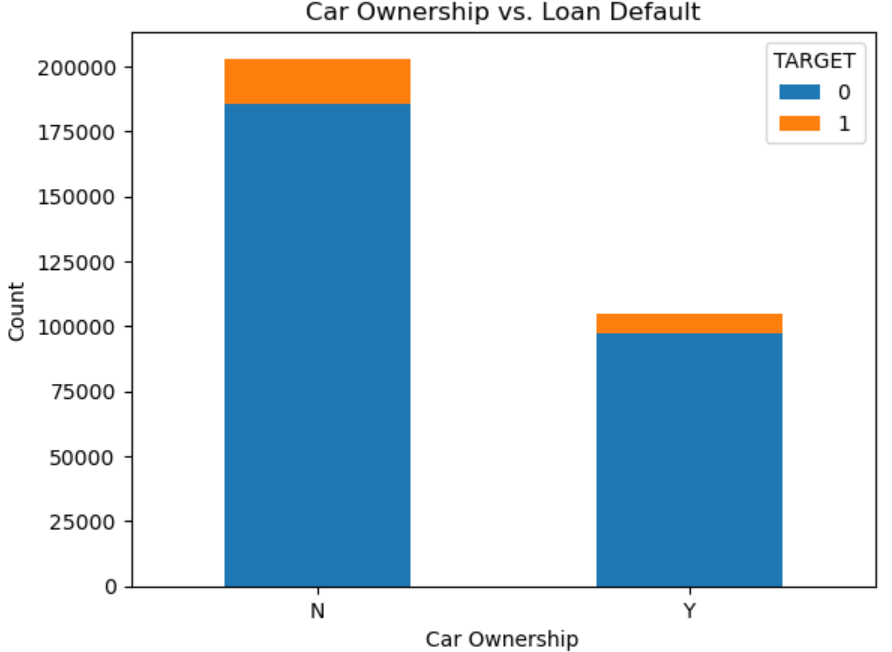 Car Ownership vs. Loan Default
TARGET
0
1
200000
175000
150000
125000
100000
75000
50000
25000
0
Count
N
Y
Car Ownership